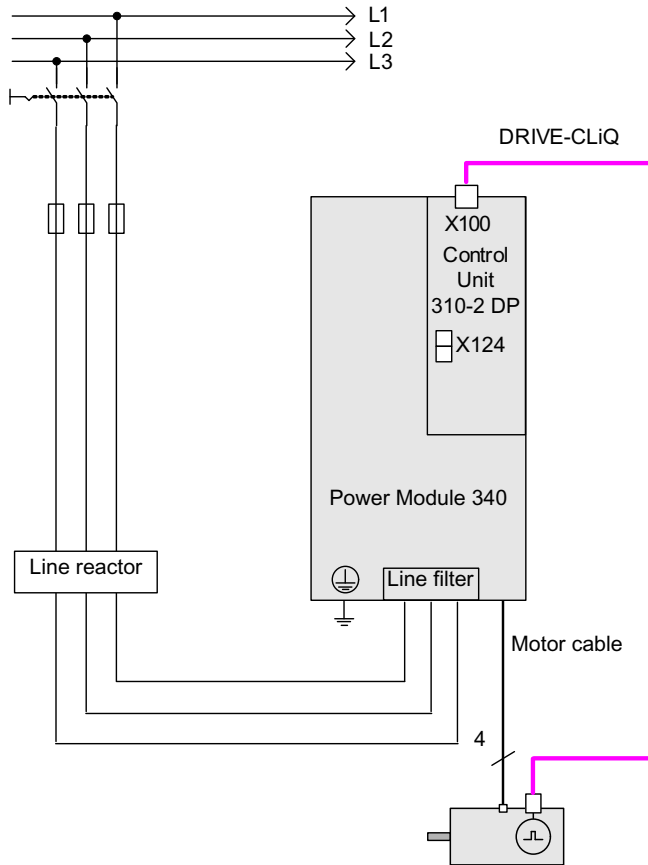 L1
L2
L3
DRIVE-CLiQ
X100
Control
Unit
310-2 DP
X124
Power Module 340
Line reactor
Line filter
Motor cable
4